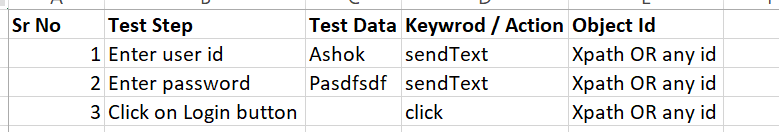 Sr No Test Step Test Data Keywrod / Action Object Id
1 Enter user id Ashok sendText Xpath OR any id
2 Enter password Pasdfsdf sendText Xpath OR any id
3 Click on Login button click Xpath OR any id